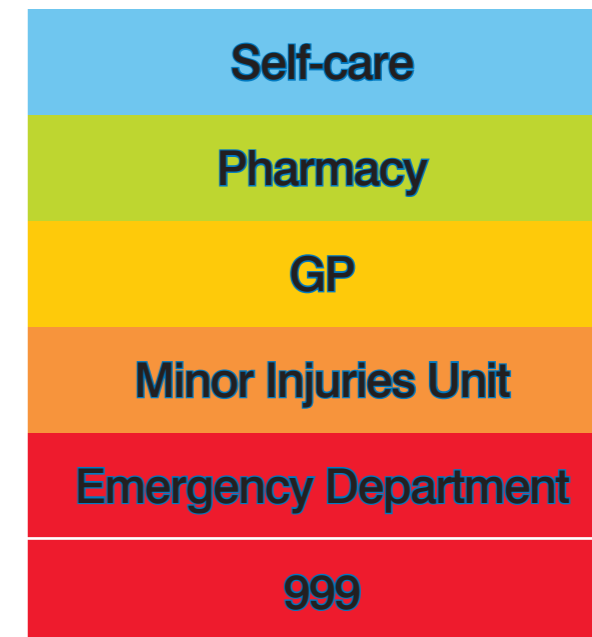 Self-care
Pharmacy
GP
Minor Injuries Unit
Emergency Department
999